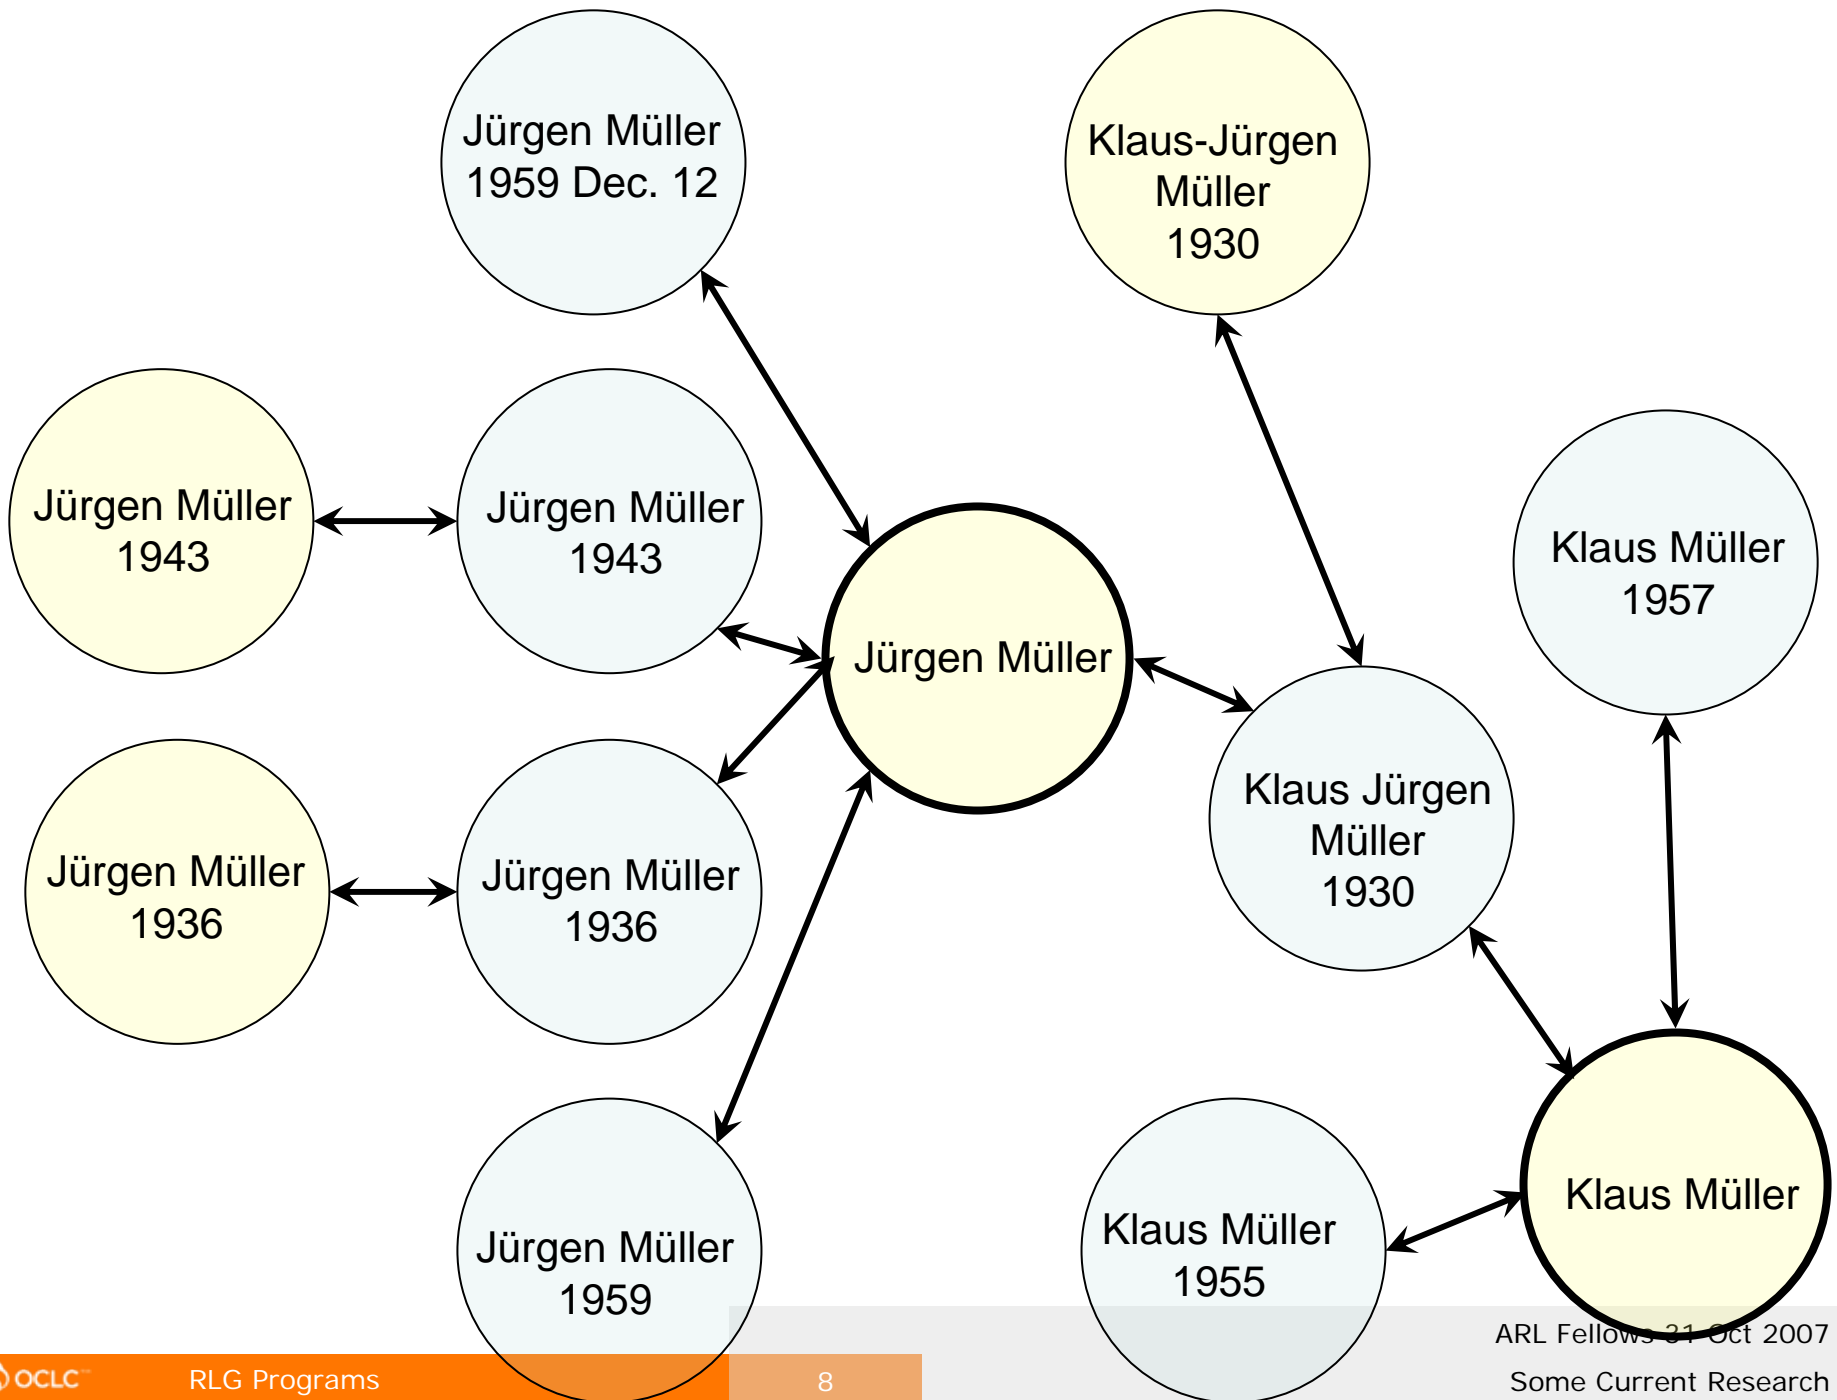 Jürgen Müller
1959 Dec. 12
Klaus-Jürgen
Müller
1930
Jürgen Müller
1943
Jürgen Müller
1943
Klaus Müller
1957
Jürgen Müller
Klaus Jürgen
Müller
1930
Jürgen Müller
1936
Jürgen Müller
1936
Klaus Müller
Jürgen Müller
1959
Klaus Müller
1955
ARL Fellows 31 Oct 2007
OCLC
RLG Programs
8
Some Current Research